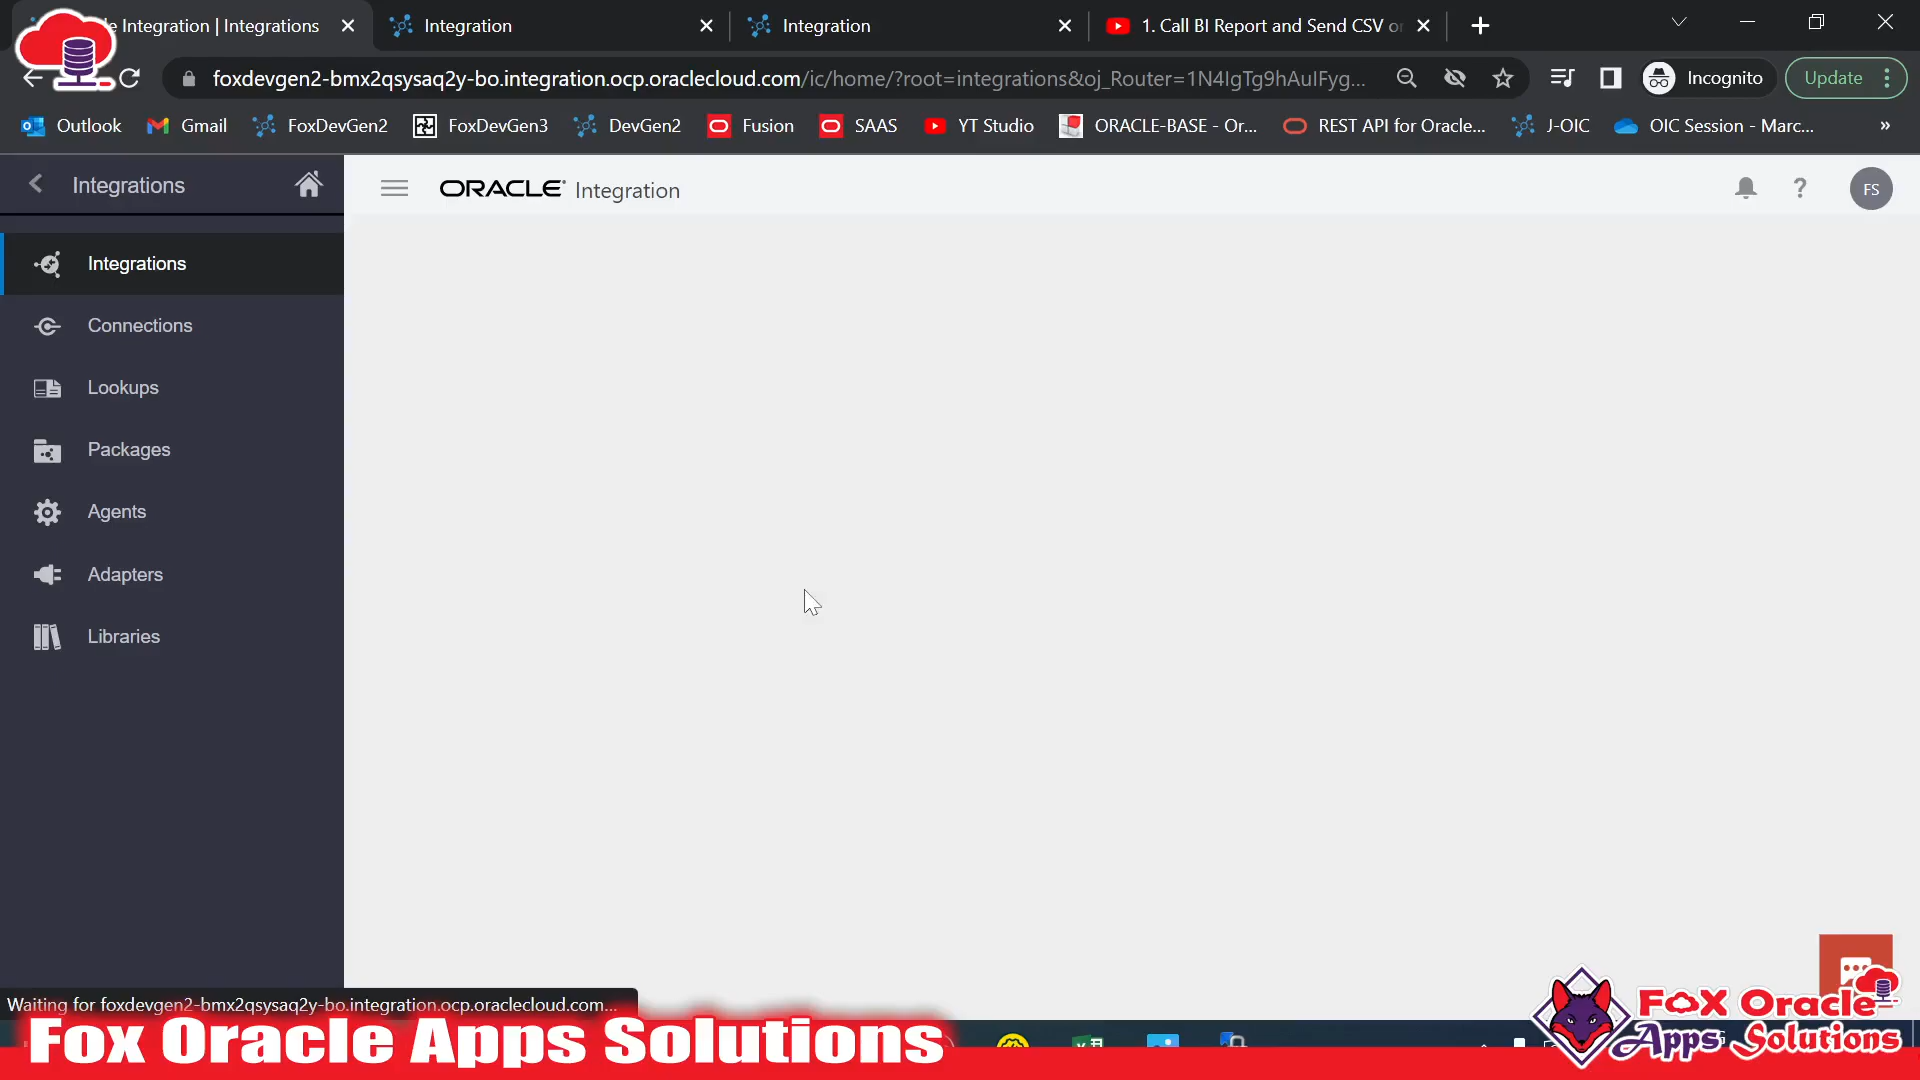 le Integration | Integrations
Integration
Integration
1. Call BI Report and Send CSV or
foxdevgen2-bmx2qsysaq2y-bo.integration.ocp.oraclecloud.com/ic/home/?root=integrations&oj_Router=1N4IgTg9hAuIFyg...
Incognito
Update
Outlook
Gmail
FoxDevGen2
FoxDevGen3
DevGen2
Fusion
SAAS
YT Studio
ORACLE-BASE - Or...
REST API for Oracle...
J-OIC
OIC Session - Marc...
»
Integrations
ORACLE Integration
?
FS
Integrations
Connections
Lookups
Packages
Agents
Adapters
Libraries
Waiting for foxdevgen2-bmx2qsysaq2y-bo.integration.ocp.oraclecloud.com...
Fox Oracle Apps Solutions
Fox Oracle
Apps Solutions